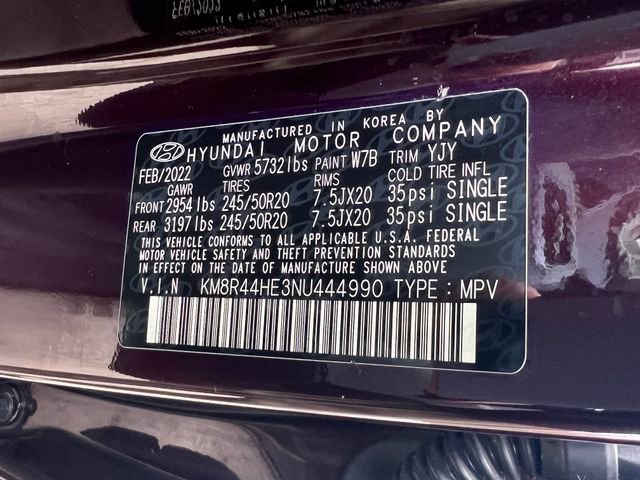 MANUFACTURED IN KOREA BY
HYUNDAI MOTOR COMPANY
FEB/2022 GVWR 5732 lbs PAINT W7B TRIM YJY
GAWR TIRES RIMS COLD TIRE INFL
FRONT 2954 lbs 245/50R20 7.5JX20 35psi SINGLE
REAR 3197 lbs 245/50R20 7.5JX20 35psi SINGLE
THIS VEHICLE CONFORMS TO ALL APPLICABLE U.S.A. FEDERAL
MOTOR VEHICLE SAFETY AND THEFT PREVENTION STANDARDS
IN EFFECT ON THE DATE OF MANUFACTURE SHOWN ABOVE.
V.I.N KM8R44HE3NU444990 TYPE : MPV